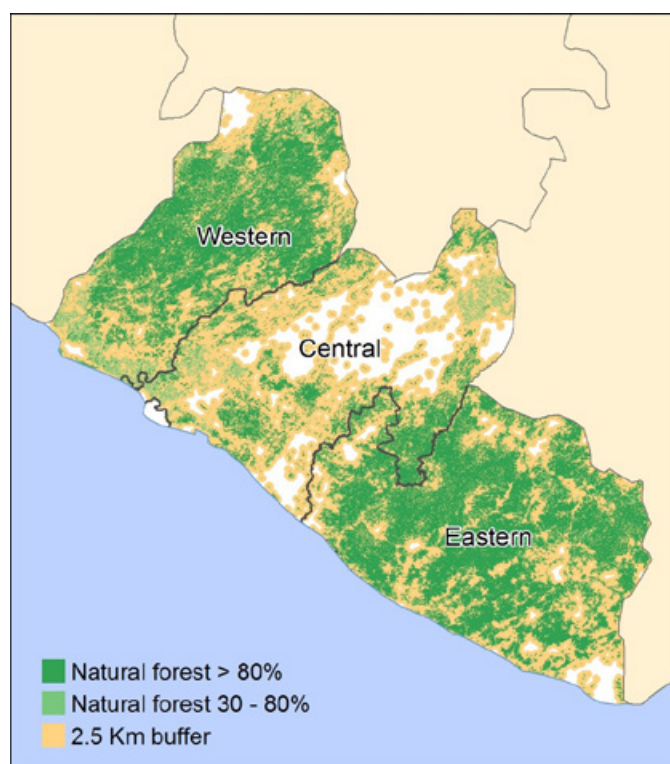 Western
Central
Eastern
Natural forest > 80%
Natural forest 30 - 80%
2.5 Km buffer